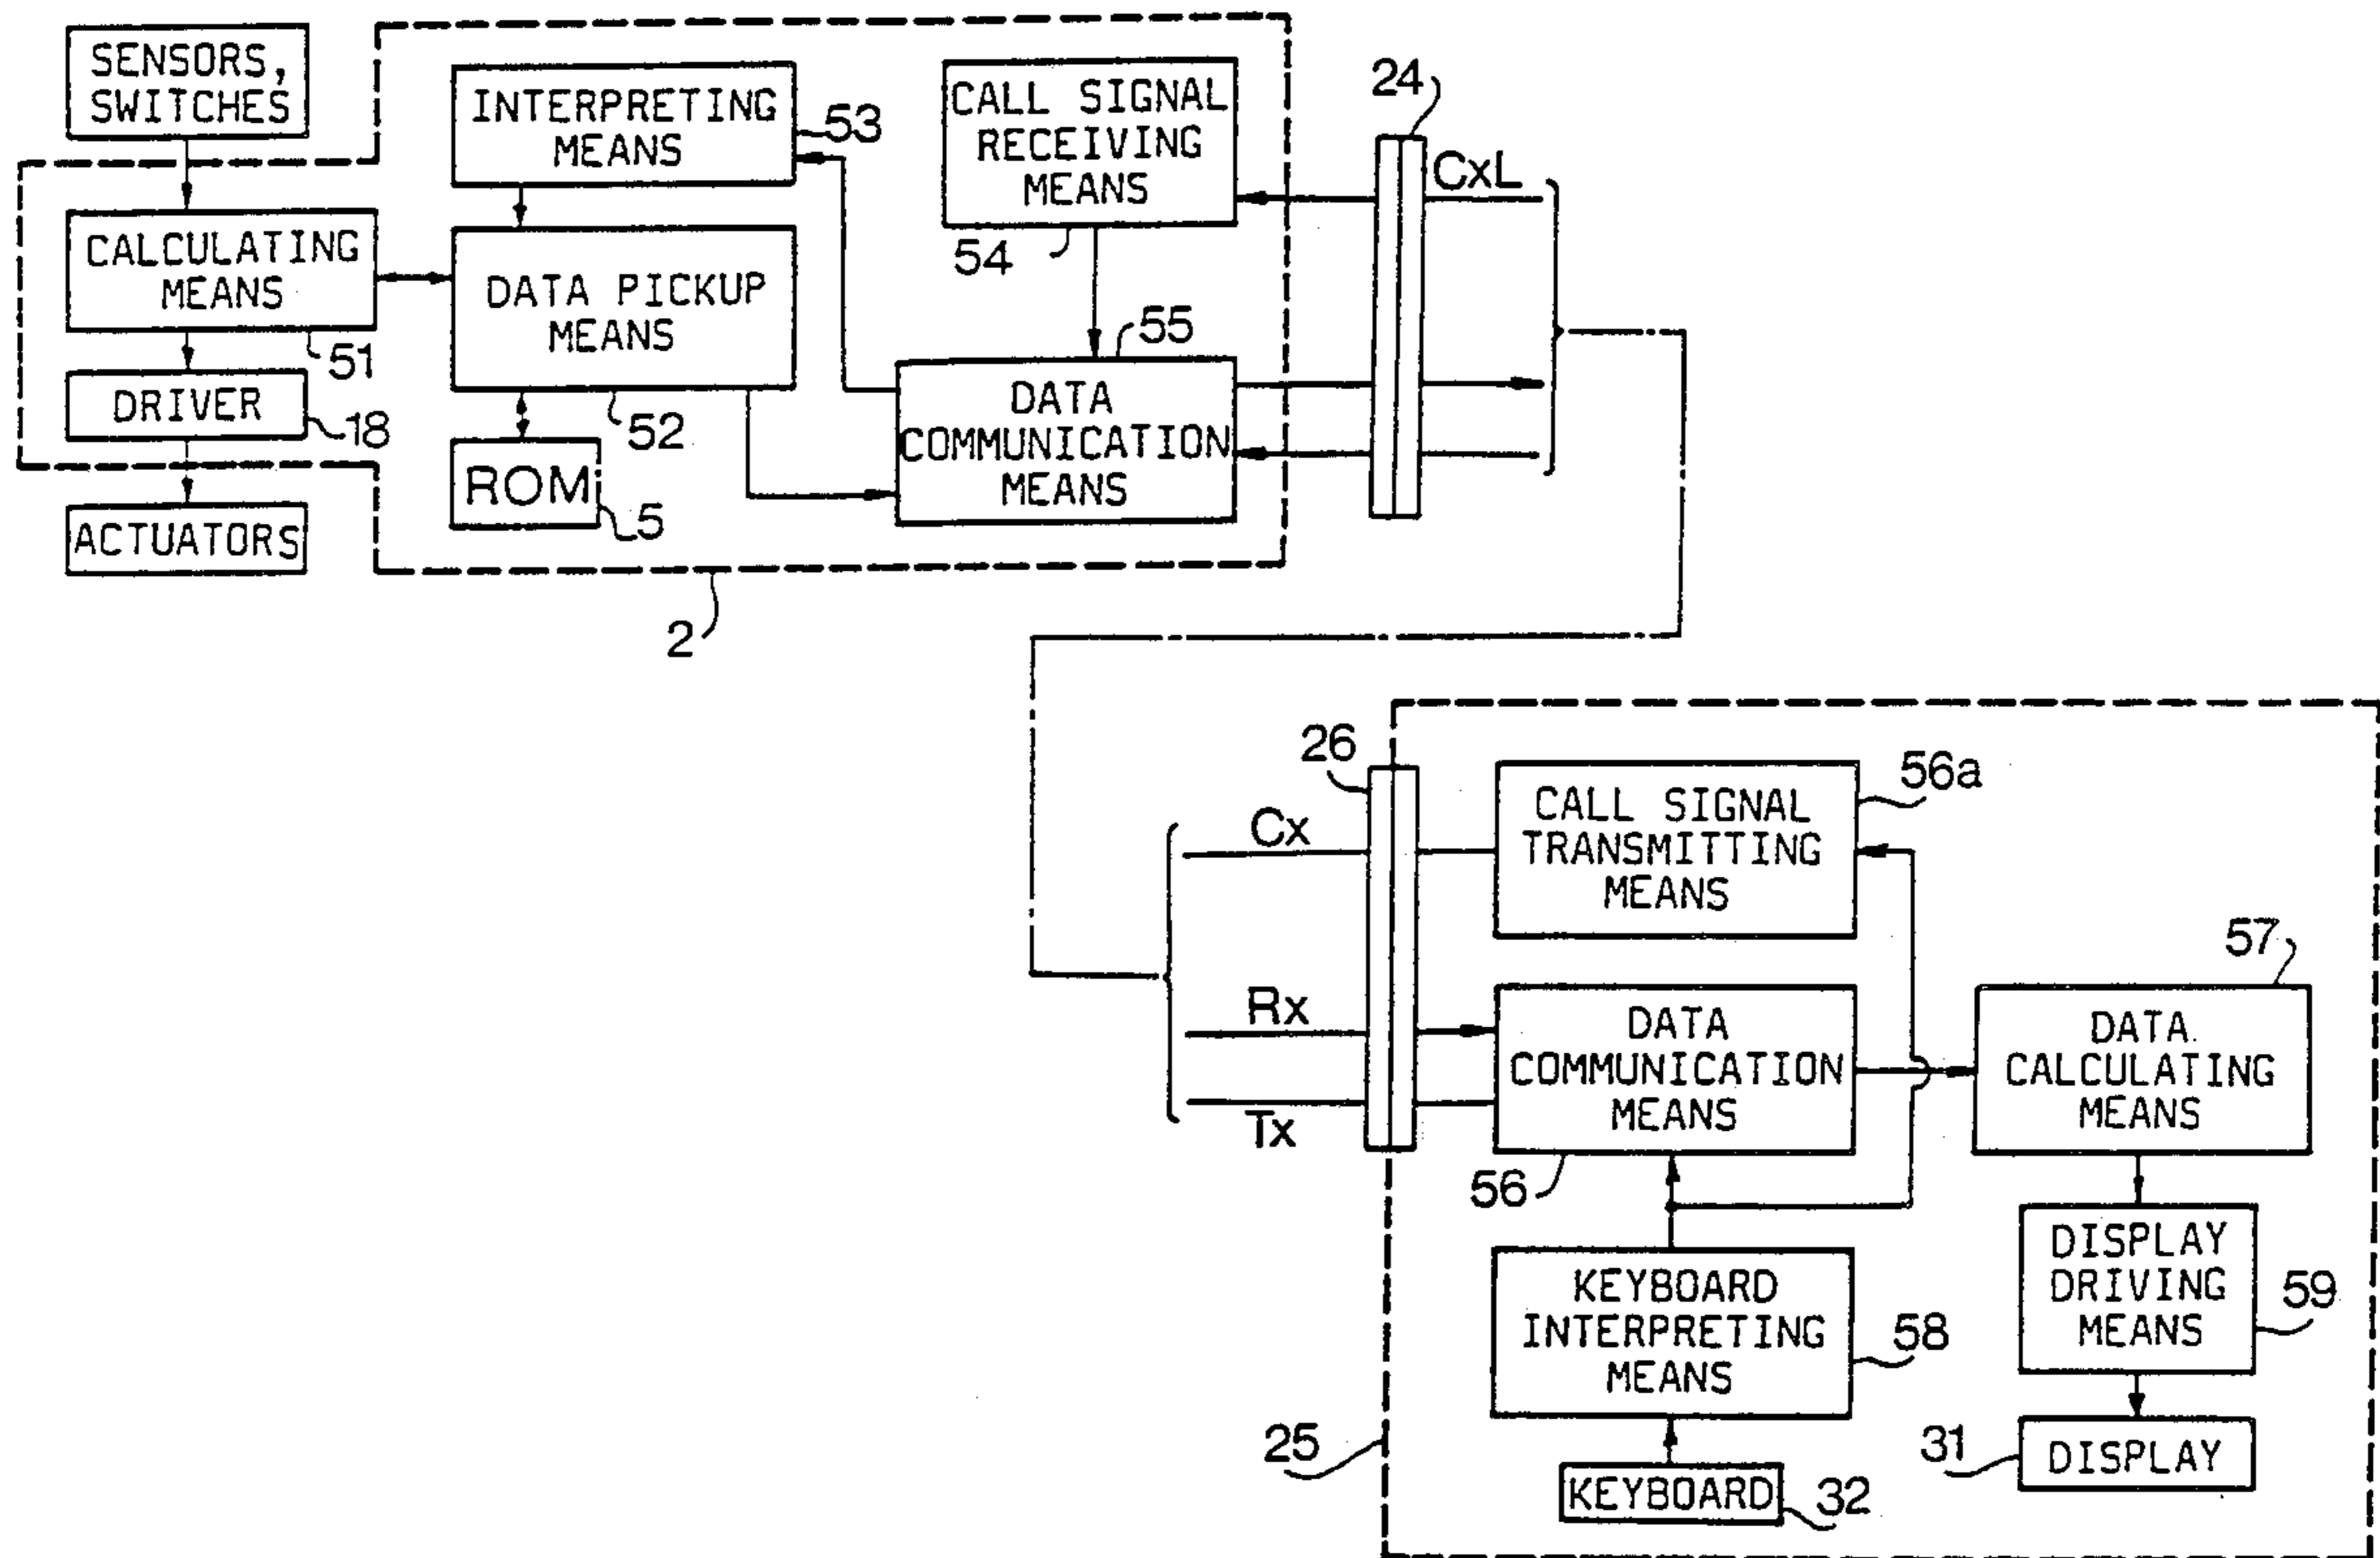 SENSORS,
SWITCHES
INTERPRETING
MEANS
53
CALL SIGNAL
RECEIVING
MEANS
54
24
CxL
CALCULATING
MEANS
51
DATA PICKUP
MEANS
52
55
DATA
COMMUNICATION
MEANS
DRIVER
18
ROM
5
ACTUATORS
2
26
Cx
Rx
Tx
CALL SIGNAL
TRANSMITTING
MEANS
56a
57
DATA
COMMUNICATION
MEANS
56
DATA
CALCULATING
MEANS
KEYBOARD
INTERPRETING
MEANS
58
DISPLAY
DRIVING
MEANS
59
25
KEYBOARD
32
31
DISPLAY